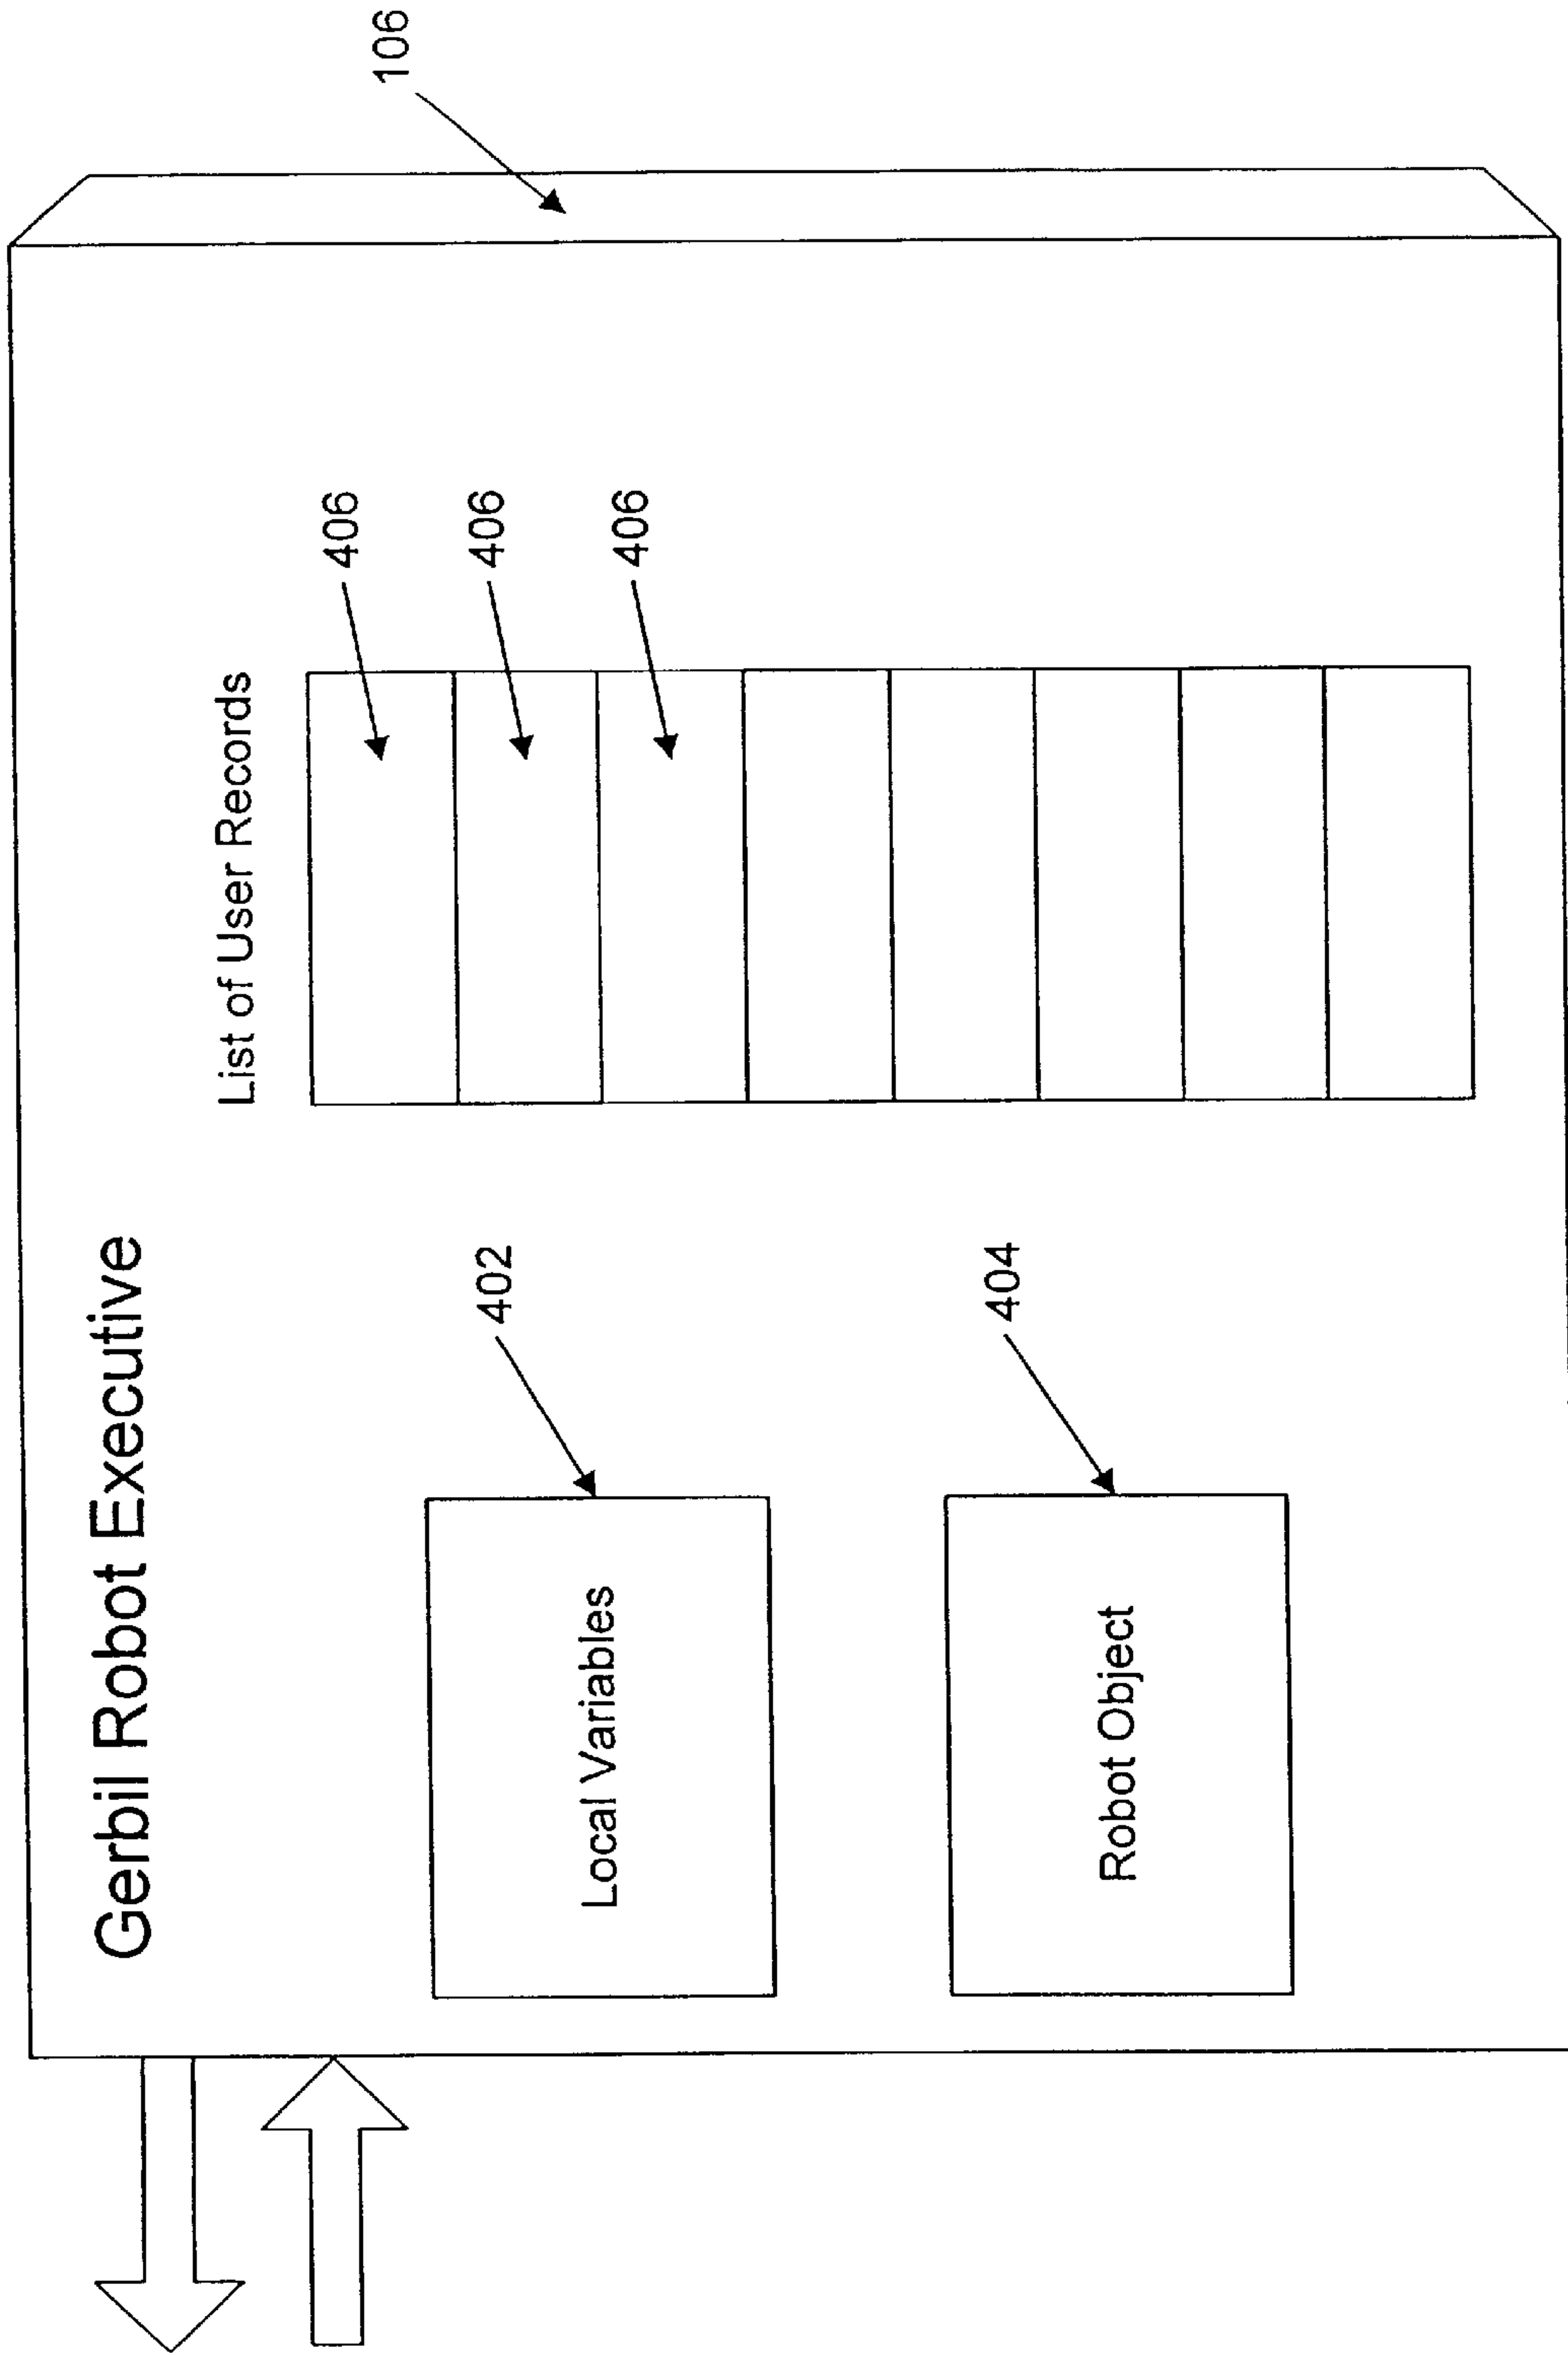 Gerbil Robot Executive
List of User Records
402
Local Variables
404
Robot Object
406
406
406
106